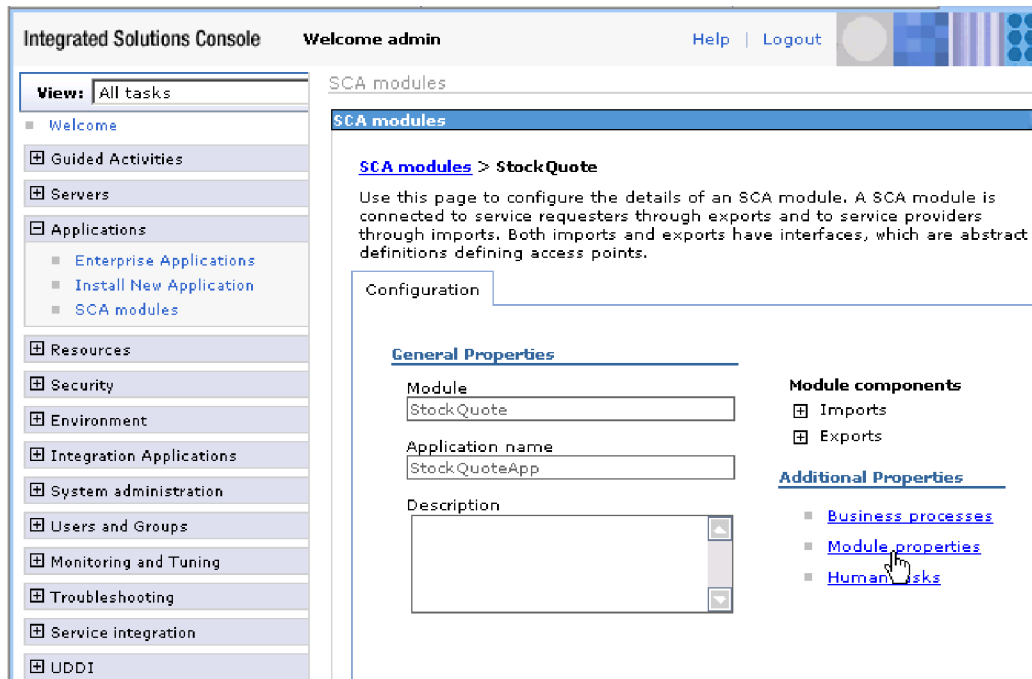 Integrated Solutions Console Welcome admin Help | Logout
View: All tasks
Welcome
Guided Activities
Servers
Applications
Enterprise Applications
Install New Application
SCA modules
Resources
Security
Environment
Integration Applications
System administration
Users and Groups
Monitoring and Tuning
Troubleshooting
Service integration
UDDI
SCA modules
SCA modules
SCA modules > StockQuote
Use this page to configure the details of an SCA module. A SCA module is
connected to service requesters through exports and to service providers
through imports. Both imports and exports have interfaces, which are abstract
definitions defining access points.
Configuration
General Properties
Module
StockQuote
Application name
StockQuoteApp
Description
Module components
Imports
Exports
Additional Properties
Business processes
Module properties
Human